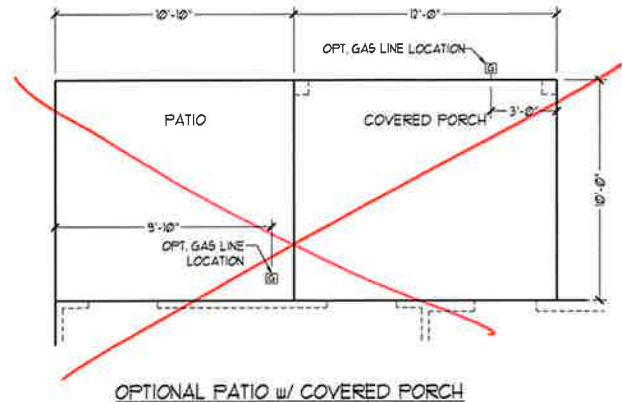 10'-10"
12'-0"
OPT. GAS LINE LOCATION
G
PATIO
COVERED PORCH
3'-0"
10'-0"
9'-10"
OPT. GAS LINE
LOCATION
G
OPTIONAL PATIO w/ COVERED PORCH